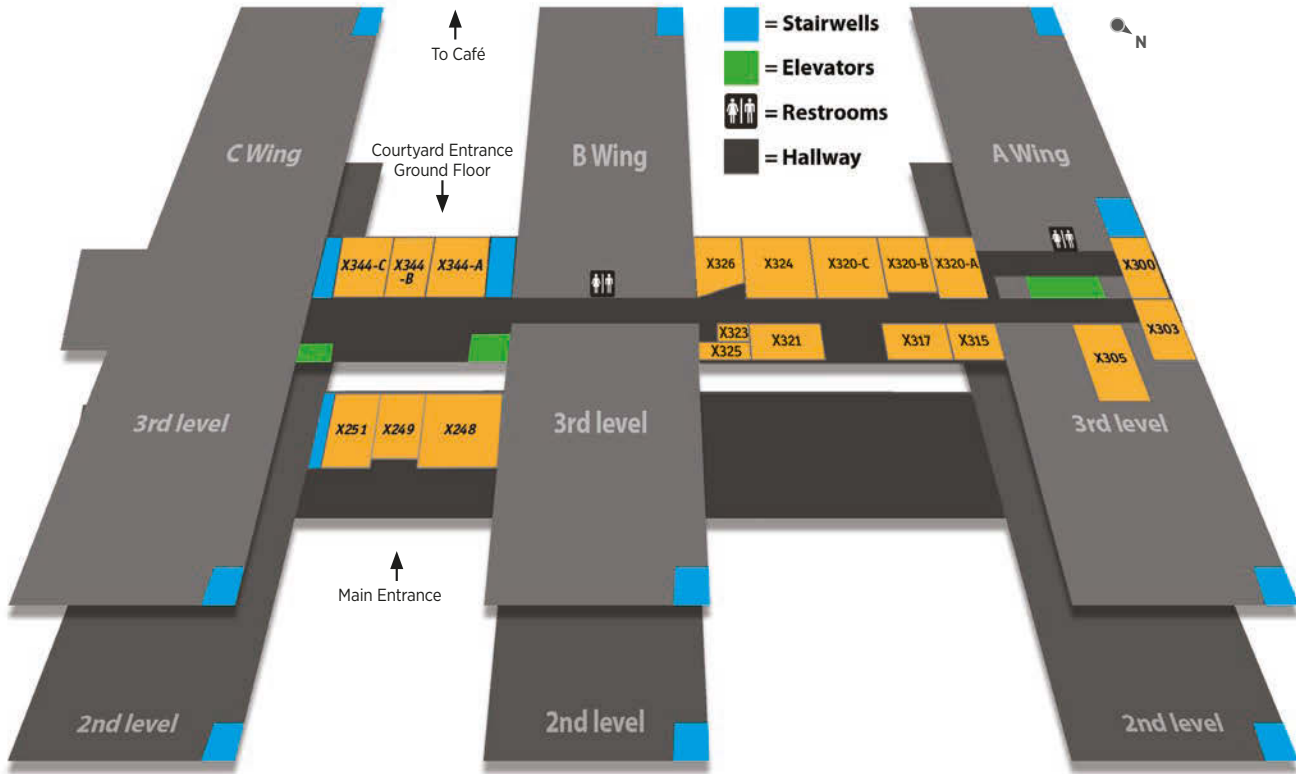 To Café
= Stairwells
= Elevators
= Restrooms
= Hallway
N
C Wing
Courtyard Entrance
Ground Floor
B Wing
A Wing
X344-C
X344
-B
X344-A
X326
X324
X320-C
X320-B
X320-A
X300
X323
X325
X321
X317
X315
X303
X305
3rd level
X251
X249
X248
3rd level
3rd level
Main Entrance
2nd level
2nd level
2nd level